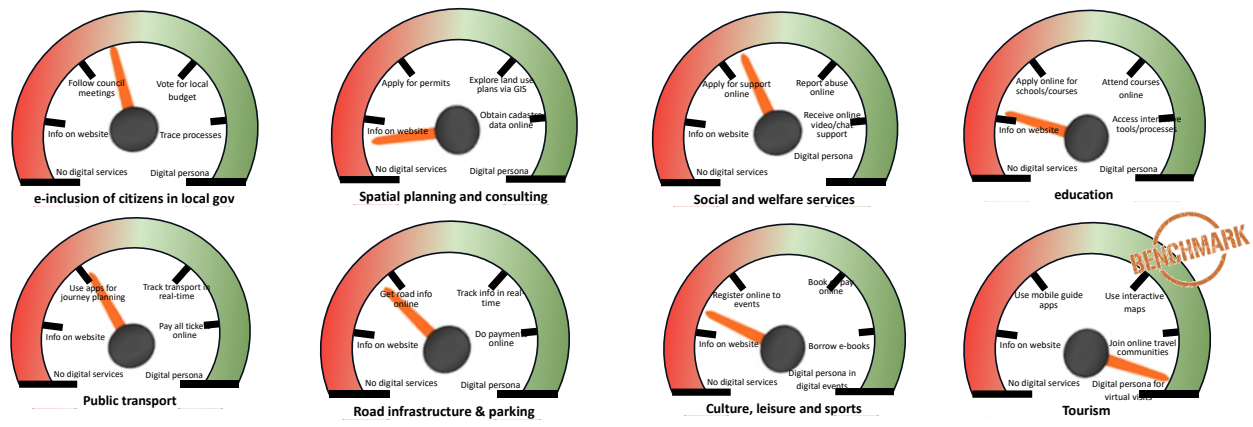 Follow council
meetings
Vote for local
budget
Info on website
Trace processes
No digital services
Digital persona
e-inclusion of citizens in local gov
Apply for permits
Explore land use
plans via GIS
Info on website
Obtain cadastre
data online
No digital services
Digital persona
Spatial planning and consulting
Apply for support
online
Report abuse
online
Info on website
Receive online
video/chat
support
No digital services
Digital persona
Social and welfare services
Apply online for
schools/courses
Attend courses
online
Info on website
Access interactive
tools/processes
No digital services
Digital persona
education
Use apps for
journey planning
Track transport in
real-time
Info on website
Pay all tickets
online
No digital services
Digital persona
Public transport
Get road info
online
Track info in real-
time
Info on website
Do payments
online
No digital services
Digital persona
Road infrastructure & parking
Register online to
events
Book & pay
online
Info on website
Borrow e-books
No digital services
Digital persona in
digital events
Culture, leisure and sports
BENCHMARK
Use mobile guide
apps
Use interactive
maps
Info on website
Join online travel
communities
No digital services
Digital persona for
virtual visits
Tourism